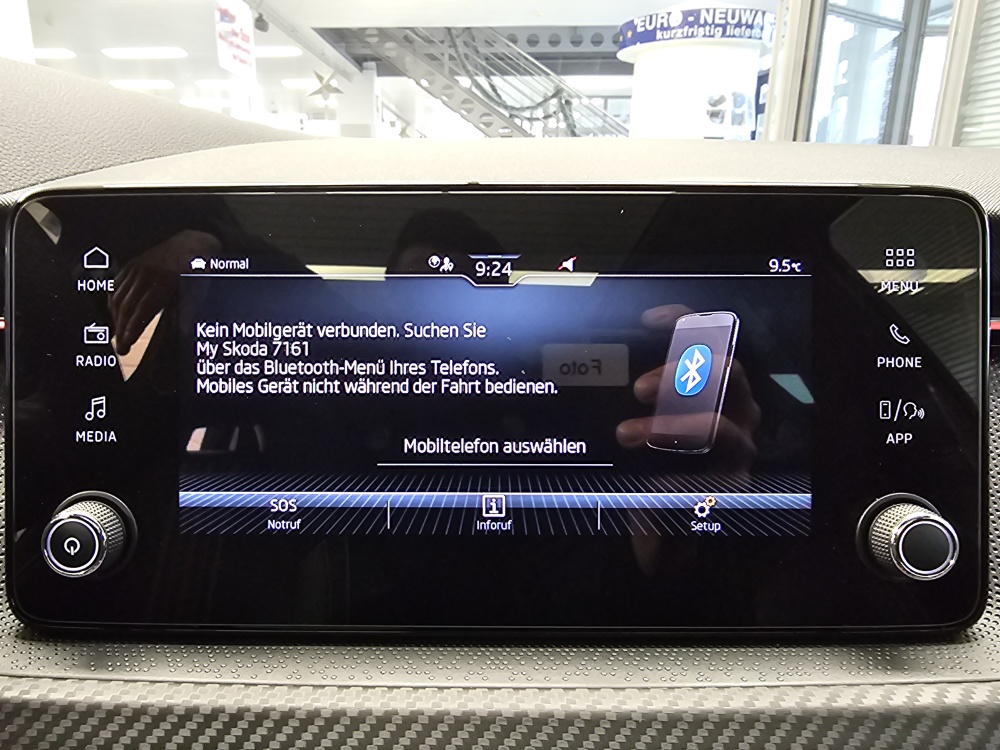 EURO - NEUWA
kurzfristig liefer
Normal
9:24
9.5°C
HOME
RADIO
MEDIA
MENU
PHONE
APP
Kein Mobilgerät verbunden. Suchen Sie
My Skoda 7161
über das Bluetooth-Menü Ihres Telefons.
Mobiles Gerät nicht während der Fahrt bedienen.
Foto
Mobiltelefon auswählen
SOS
Notruf
i
Inforuf
Setup